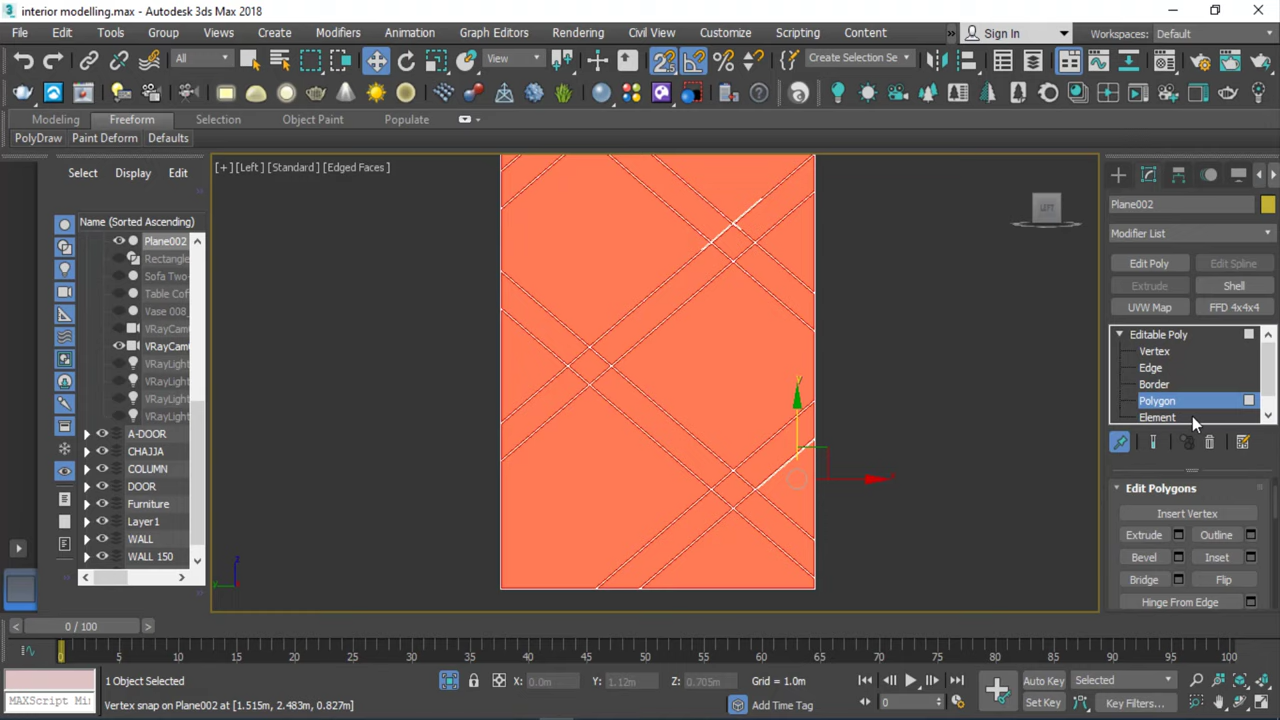 interior modelling.max - Autodesk 3ds Max 2018
File Edit Tools Group Views Create Modifiers Animation Graph Editors Rendering Civil View Customize Scripting Content » Sign In Workspaces: Default
All View Create Selection Se
Modeling Freeform Selection Object Paint Populate
PolyDraw Paint Deform Defaults
Select Display Edit
Name (Sorted Ascending)
Plane002
Rectangle
Sofa Two-
Table Cof
Vase 008_
VRayCam
VRayCam
VRayLight
VRayLight
VRayLight
A-DOOR
CHAJJA
COLUMN
DOOR
Furniture
Layer1
WALL
WALL 150
[+] [Left] [Standard] [Edged Faces]
LEFT
Plane002
Modifier List
Edit Poly Edit Spline
Extrude Shell
UVW Map FFD 4x4x4
Editable Poly
Vertex
Edge
Border
Polygon
Element
Edit Polygons
Insert Vertex
Extrude Outline
Bevel Inset
Bridge Flip
Hinge From Edge
0 / 100
0 5 10 15 20 25 30 35 40 45 50 55 60 65 70 75 80 85 90 95 100
1 Object Selected X: 0.0m Y: 1.12m Z: 0.705m Grid = 1.0m Auto Key Selected
MAXScript Mi Vertex snap on Plane002 at [1.515m, 2.483m, 0.827m] Add Time Tag 0 Set Key Key Filters...